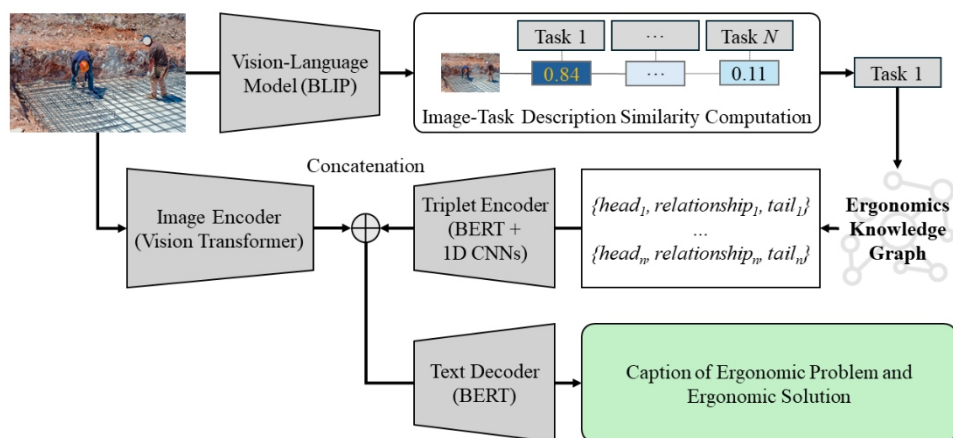 Vision-Language
Model (BLIP)
Task 1
...
Task N
0.84
...
0.11
Image-Task Description Similarity Computation
Task 1
Concatenation
Image Encoder
(Vision Transformer)
Triplet Encoder
(BERT +
1D CNNs)
{head1, relationship1, tail1}
...
{headn, relationshipn, tailn}
Ergonomics
Knowledge
Graph
Text Decoder
(BERT)
Caption of Ergonomic Problem and
Ergonomic Solution